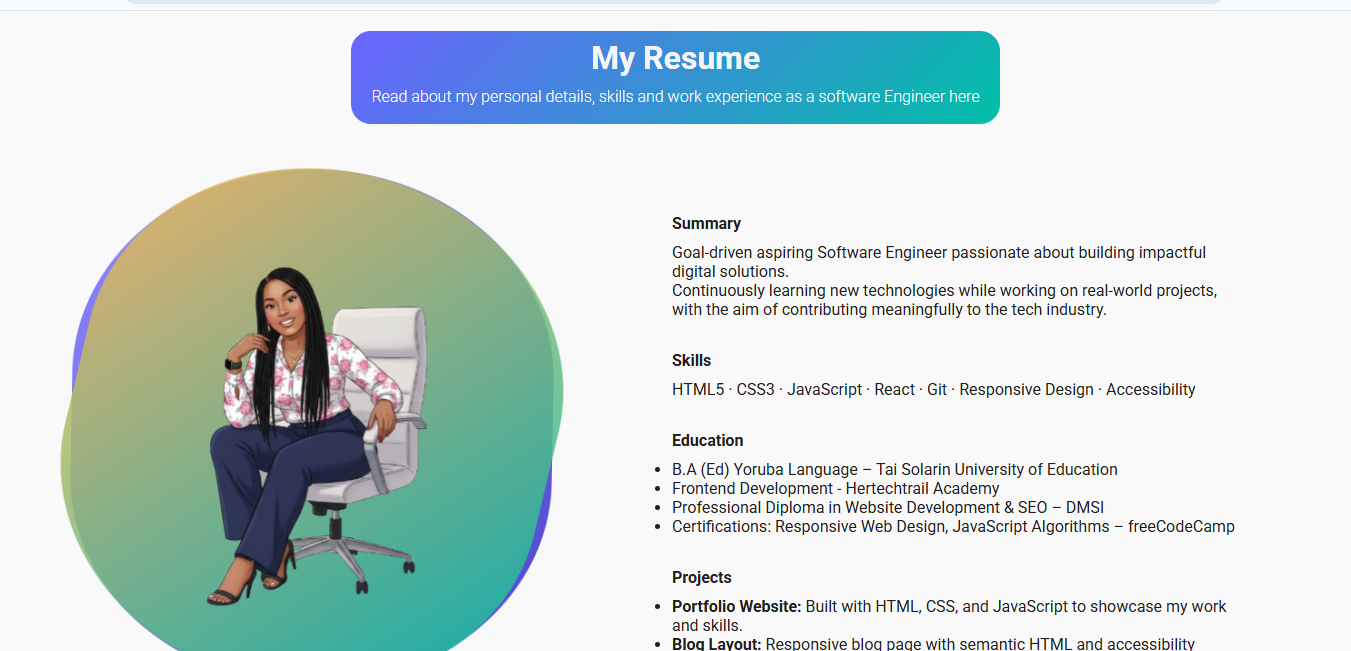 My Resume
Read about my personal details, skills and work experience as a software Engineer here
Summary
Goal-driven aspiring Software Engineer passionate about building impactful
digital solutions.
Continuously learning new technologies while working on real-world projects,
with the aim of contributing meaningfully to the tech industry.
Skills
HTML5 · CSS3 · JavaScript · React · Git · Responsive Design · Accessibility
Education
• B.A (Ed) Yoruba Language – Tai Solarin University of Education
• Frontend Development - Hertechtrail Academy
• Professional Diploma in Website Development & SEO – DMSI
• Certifications: Responsive Web Design, JavaScript Algorithms – freeCodeCamp
Projects
• Portfolio Website: Built with HTML, CSS, and JavaScript to showcase my work
and skills.
• Blog Layout: Responsive blog page with semantic HTML and accessibility